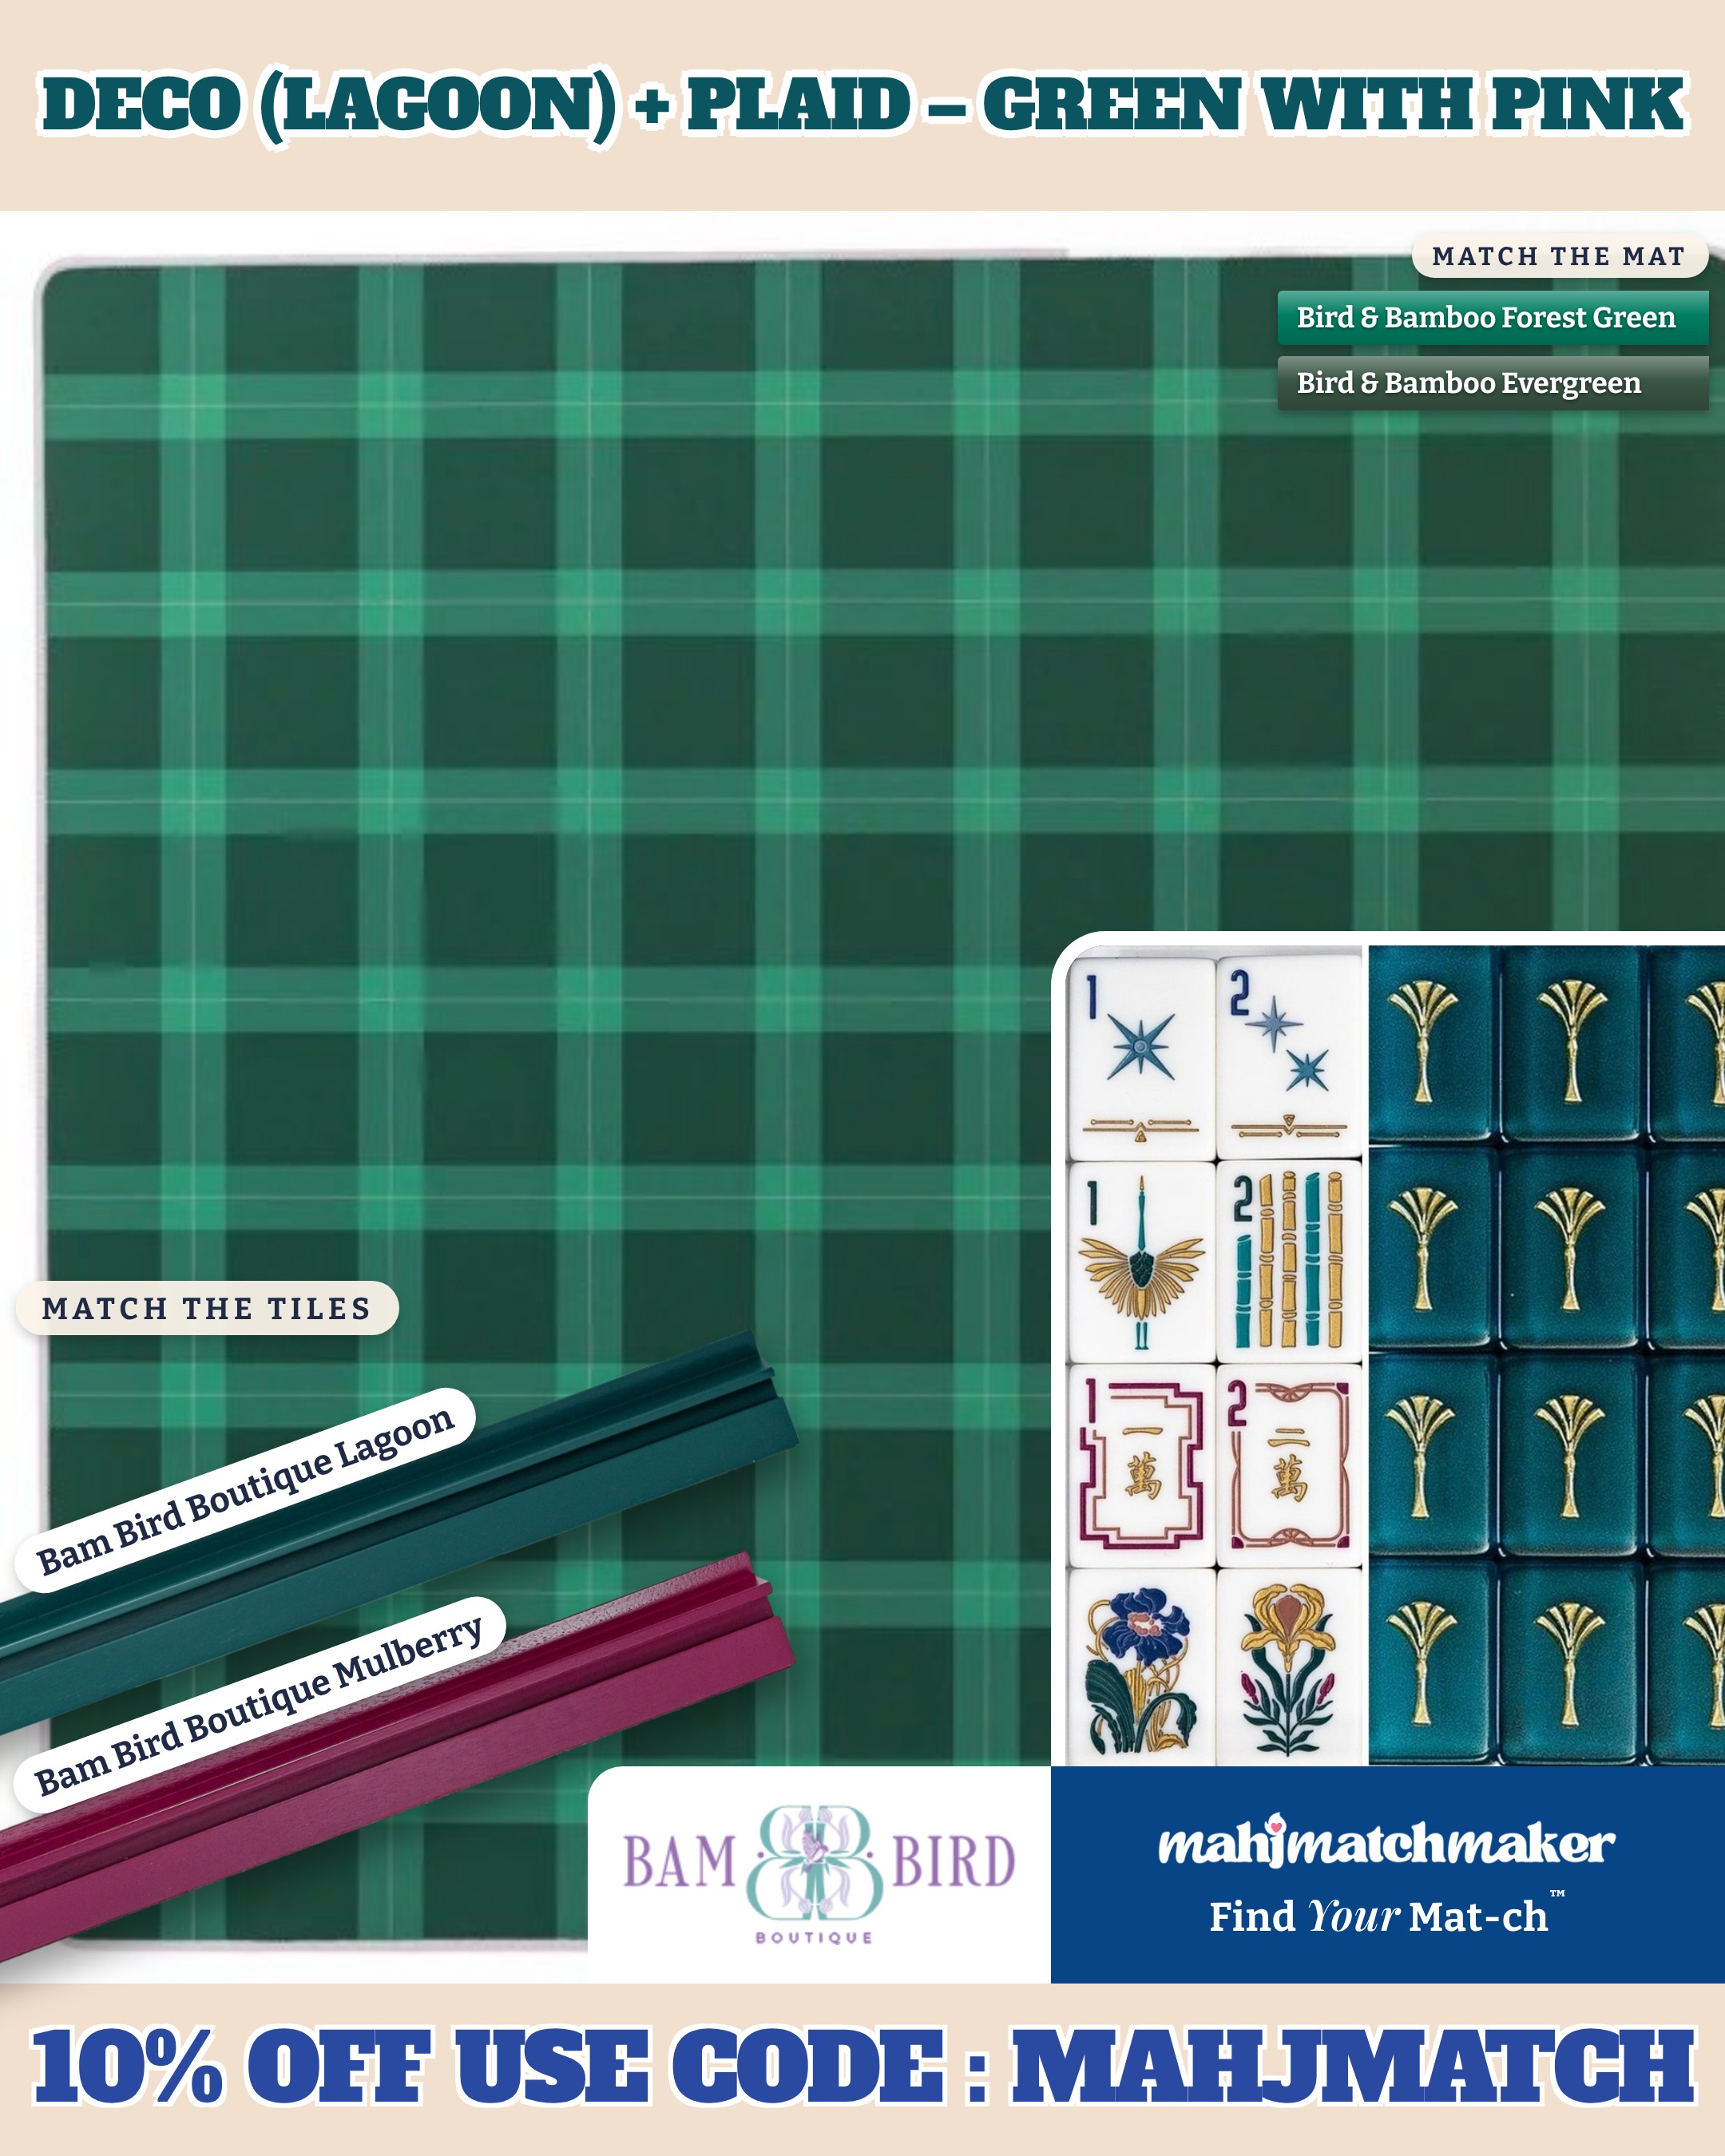 DECO (LAGOON) + PLAID – GREEN WITH PINK
MATCH THE MAT
Bird & Bamboo Forest Green
Bird & Bamboo Evergreen
1
2
1
2
1
一
萬
2
二
萬
MATCH THE TILES
Bam Bird Boutique Lagoon
Bam Bird Boutique Mulberry
BAM BIRD
BOUTIQUE
mahjmatchmaker
Find Your Mat-ch™
10% OFF USE CODE : MAHJMATCH